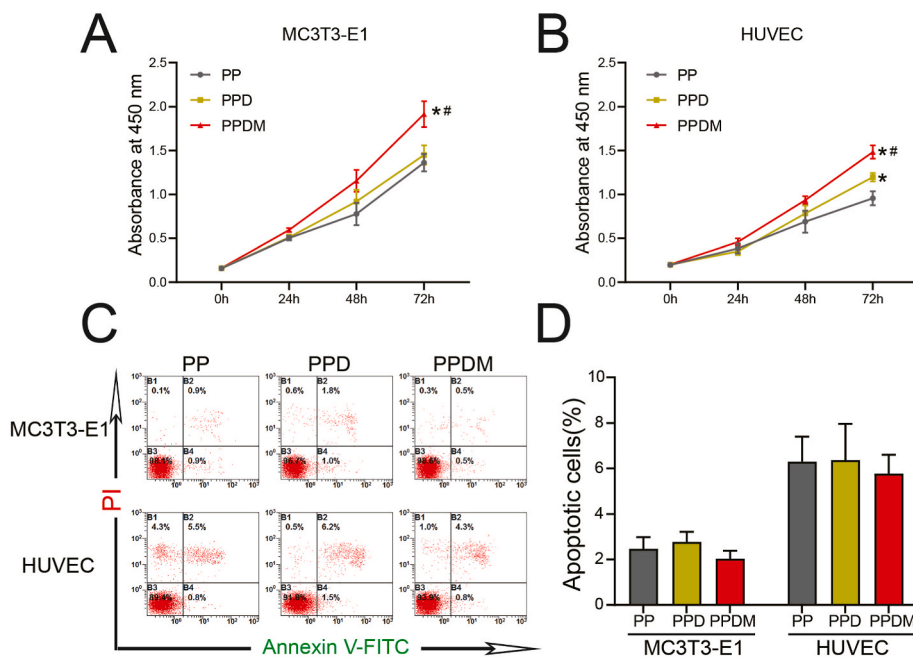 A
MC3T3-E1
Absorbance at 450 nm
PP
PPD
PPDM
2.5
2.0
1.5
1.0
0.5
0.0
0h
24h
48h
72h
*#
B
HUVEC
Absorbance at 450 nm
PP
PPD
PPDM
2.5
2.0
1.5
1.0
0.5
0.0
0h
24h
48h
72h
*#
*
C
PP
PPD
PPDM
MC3T3-E1
B1 B2
0.1% 0.9%
B3 B4
0.9%
B1 B2
0.6% 1.8%
B3 B4
1.0%
B1 B2
0.3% 0.5%
B3 B4
0.5%
PI
HUVEC
B1 B2
4.3% 5.5%
B3 B4
0.8%
B1 B2
0.5% 6.2%
B3 B4
1.5%
B1 B2
1.0% 4.3%
B3 B4
0.8%
Annexin V-FITC
D
Apoptotic cells(%)
10
8
6
4
2
0
PP PPD PPDM
MC3T3-E1
PP PPD PPDM
HUVEC